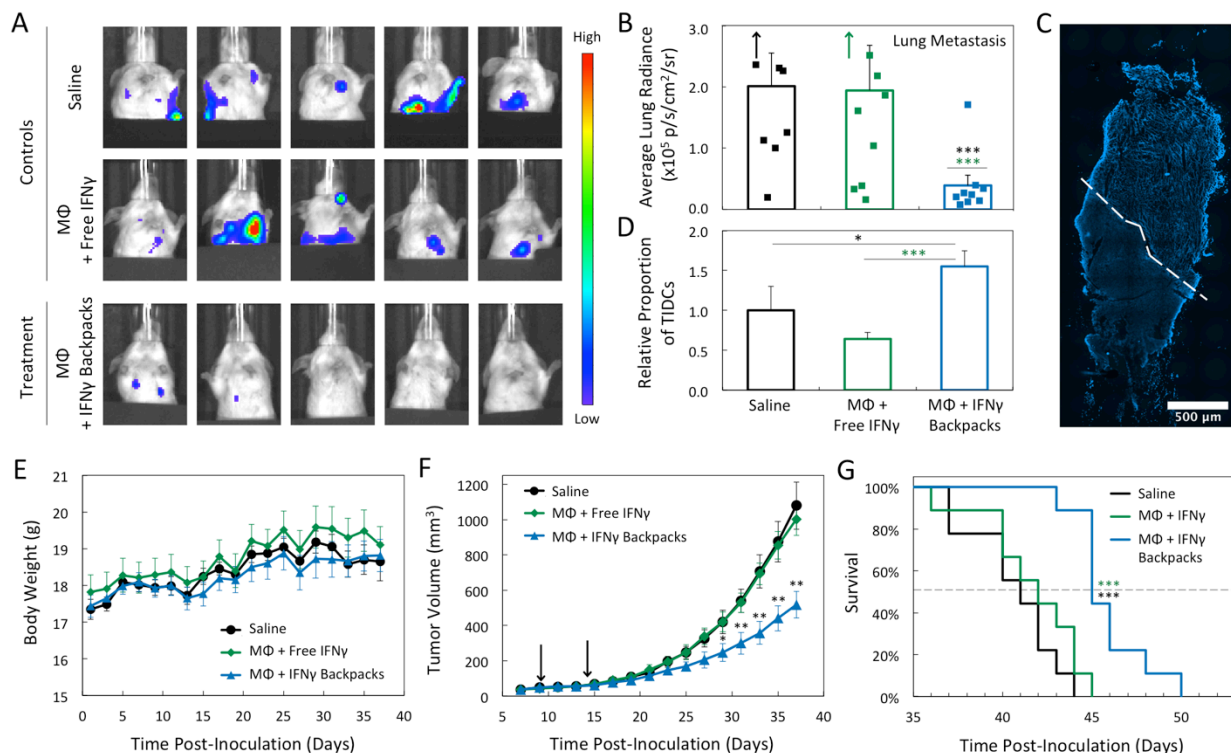 A
Controls
Saline
MΦ
+ Free IFNγ
Treatment
MΦ
+ IFNγ Backpacks
High
Low
B
Average Lung Radiance
(x10⁵ p/s/cm²/sr)
3.0
2.0
1.0
0.0
Lung Metastasis
***
***
C
500 μm
D
Relative Proportion
of TIDCs
2.0
1.5
1.0
0.5
0.0
*
***
Saline
MΦ +
Free IFNγ
MΦ + IFNγ
Backpacks
E
Body Weight (g)
21
20
19
18
17
16
15
Saline
MΦ + Free IFNγ
MΦ + IFNγ Backpacks
0 5 10 15 20 25 30 35 40
Time Post-Inoculation (Days)
F
Tumor Volume (mm³)
1200
1000
800
600
400
200
0
Saline
MΦ + Free IFNγ
MΦ + IFNγ Backpacks
* ** ** ** **
5 10 15 20 25 30 35 40
Time Post-Inoculation (Days)
G
Survival
100%
80%
60%
40%
20%
0%
Saline
MΦ + IFNγ
MΦ + IFNγ
Backpacks
***
***
35 40 45 50
Time Post-Inoculation (Days)